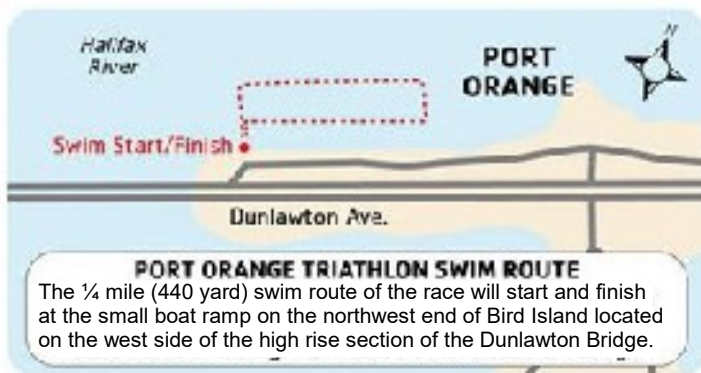 Halifax
River
N
PORT
ORANGE
Swim Start/Finish
Dunlawton Ave.
PORT ORANGE TRIATHLON SWIM ROUTE
The ¼ mile (440 yard) swim route of the race will start and finish
at the small boat ramp on the northwest end of Bird Island located
on the west side of the high rise section of the Dunlawton Bridge.